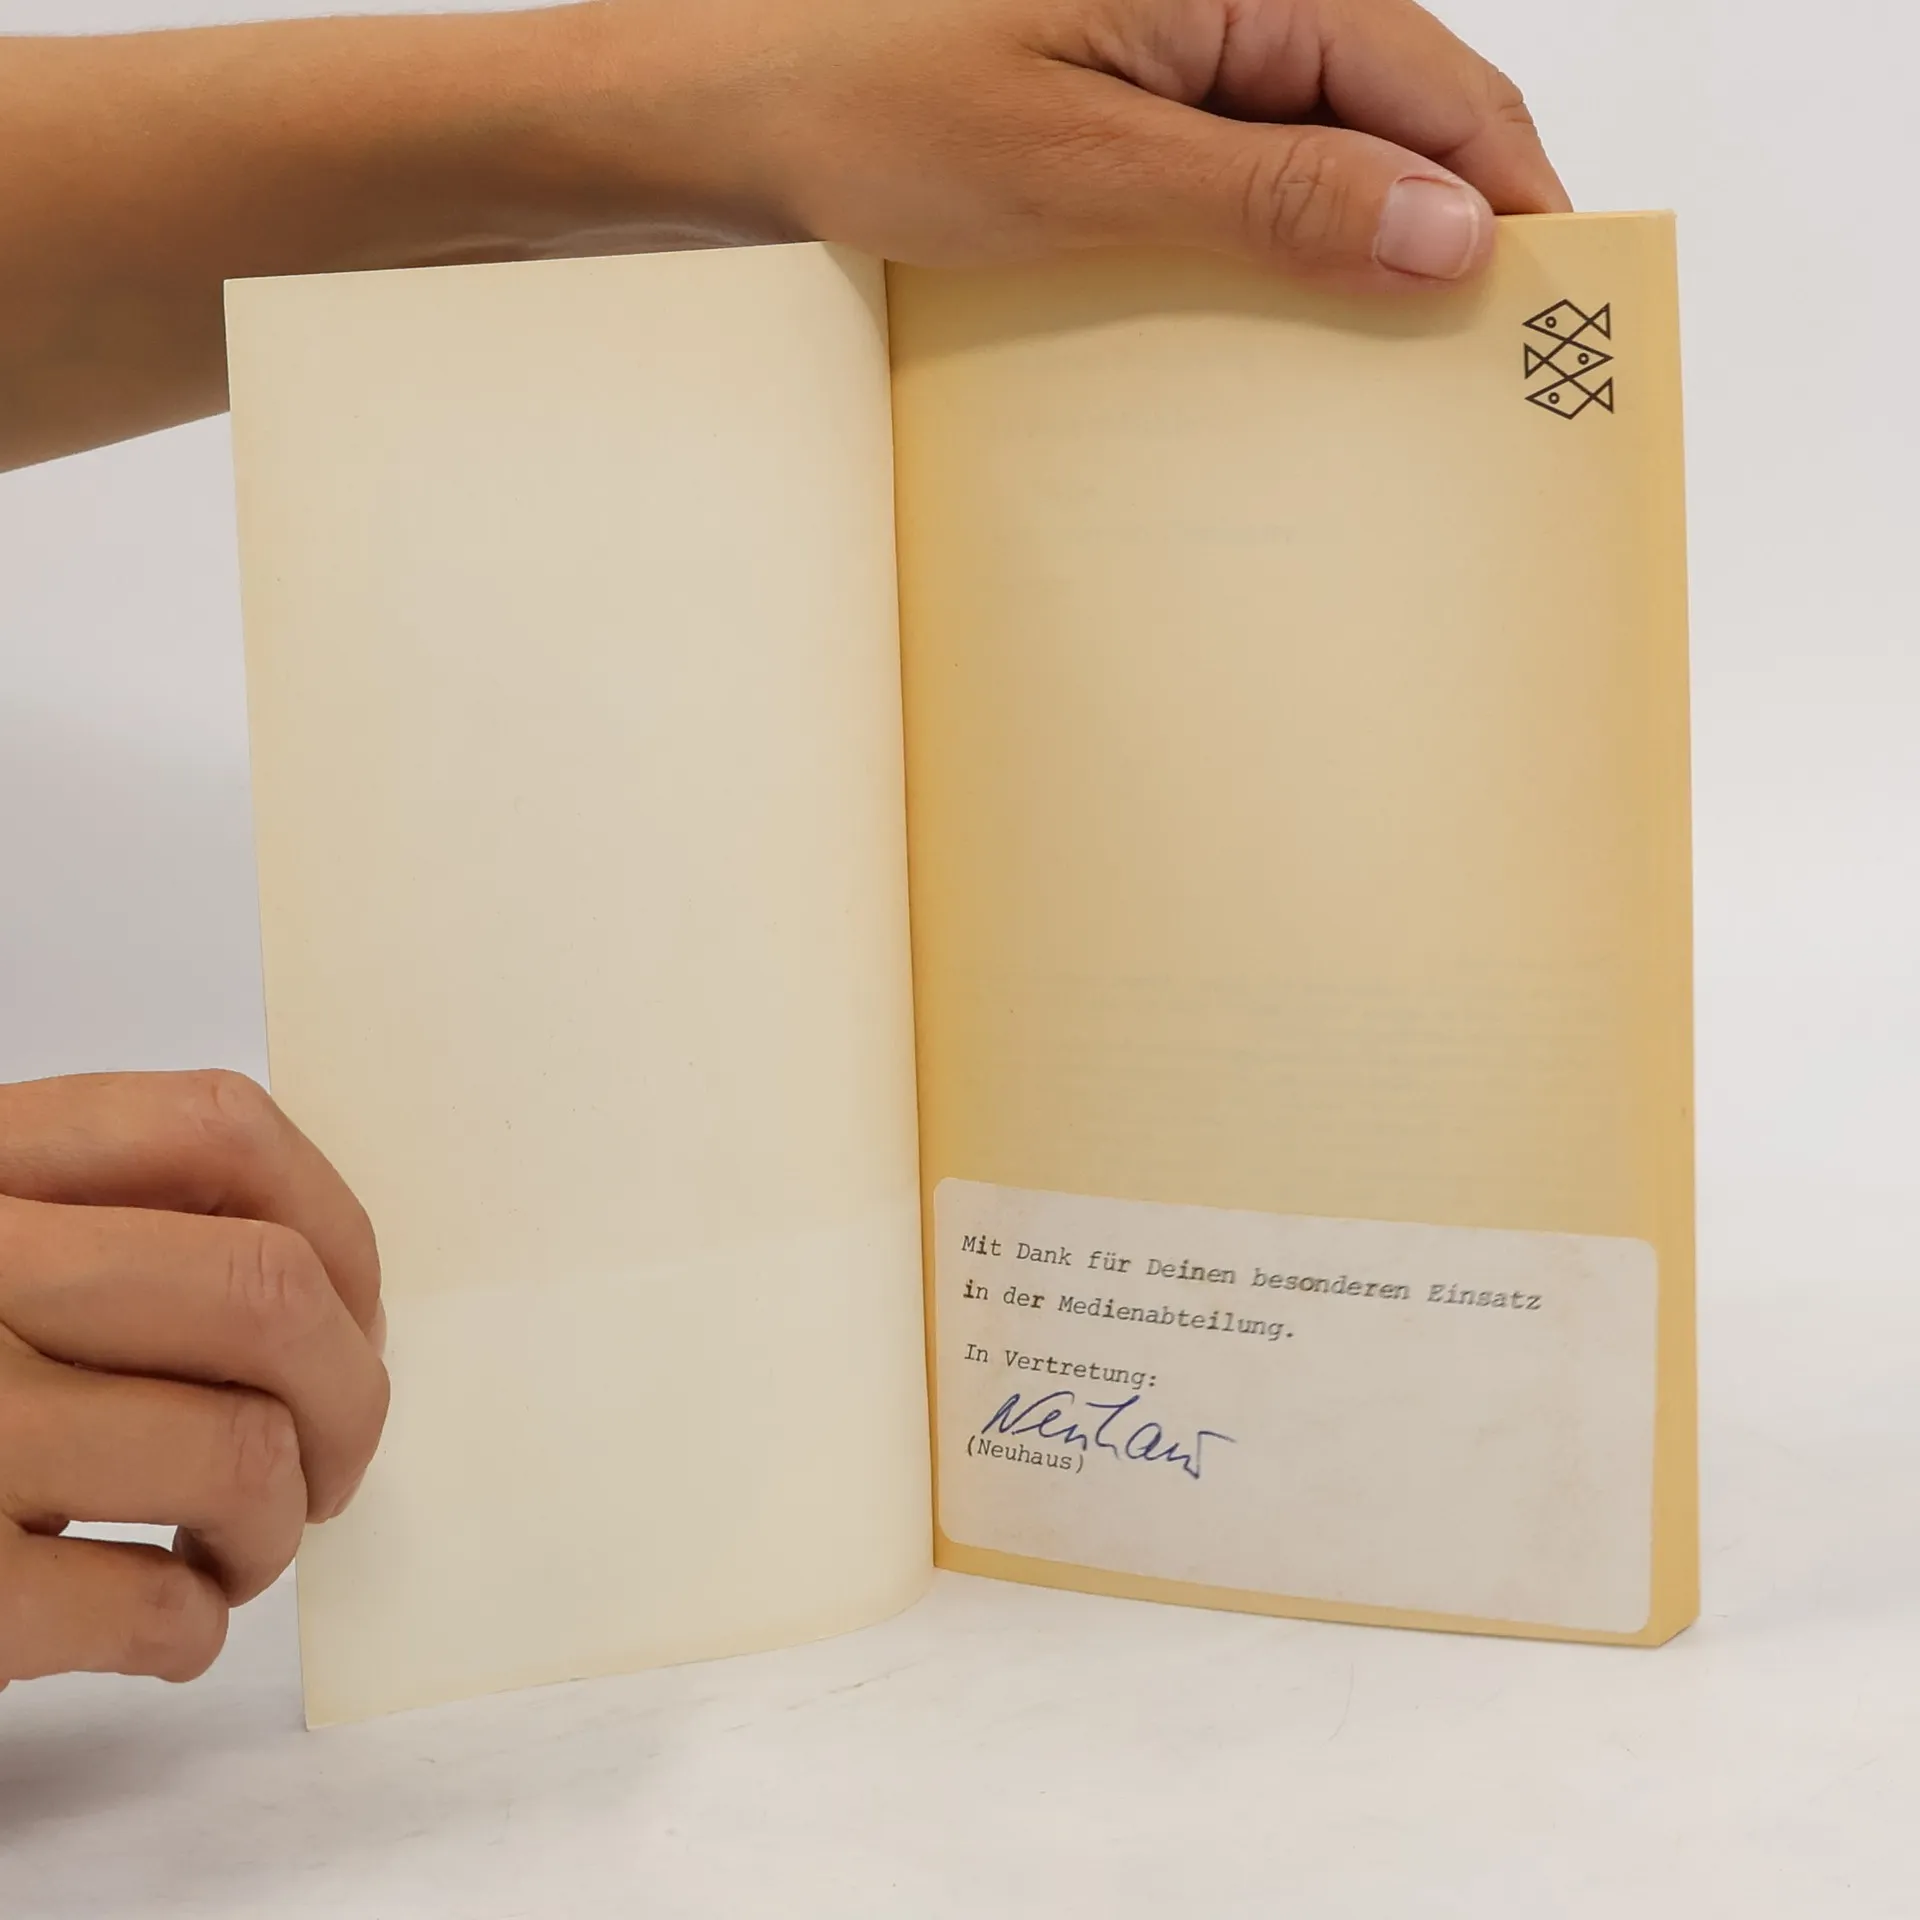 Mit Dank für Deinen besonderen Einsatz
in der Medienabteilung.
In Vertretung:
Neuhaus
(Neuhaus)